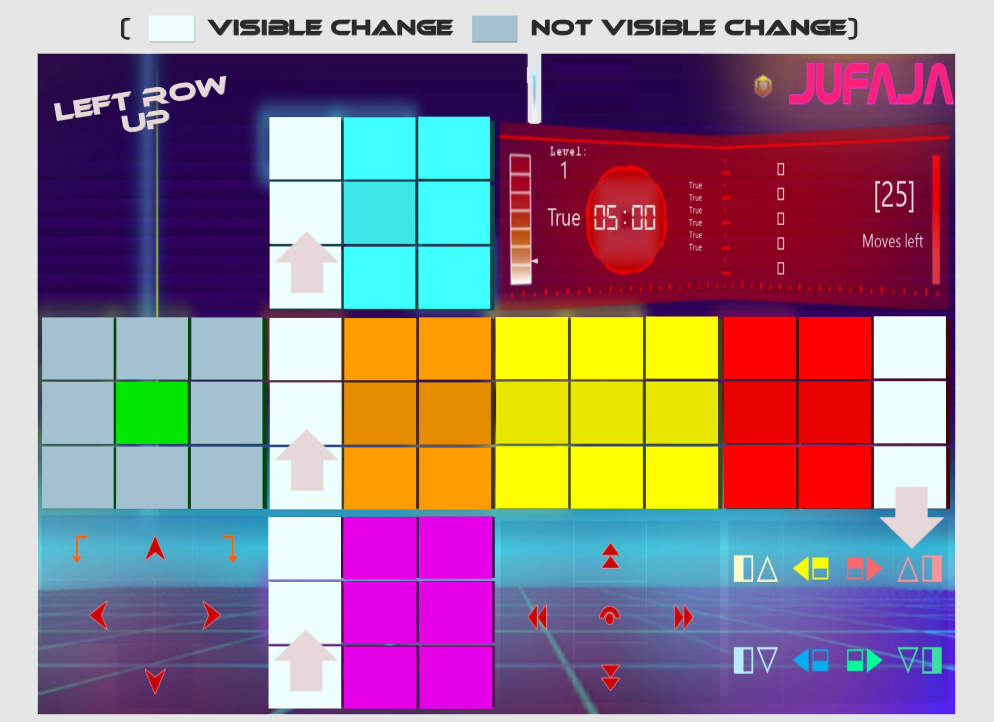 ( VISIBLE CHANGE NOT VISIBLE CHANGE)
LEFT ROW
UP
JUFAJA
Level:
1
True
05:00
True
True
True
True
True
True
[25]
Moves left